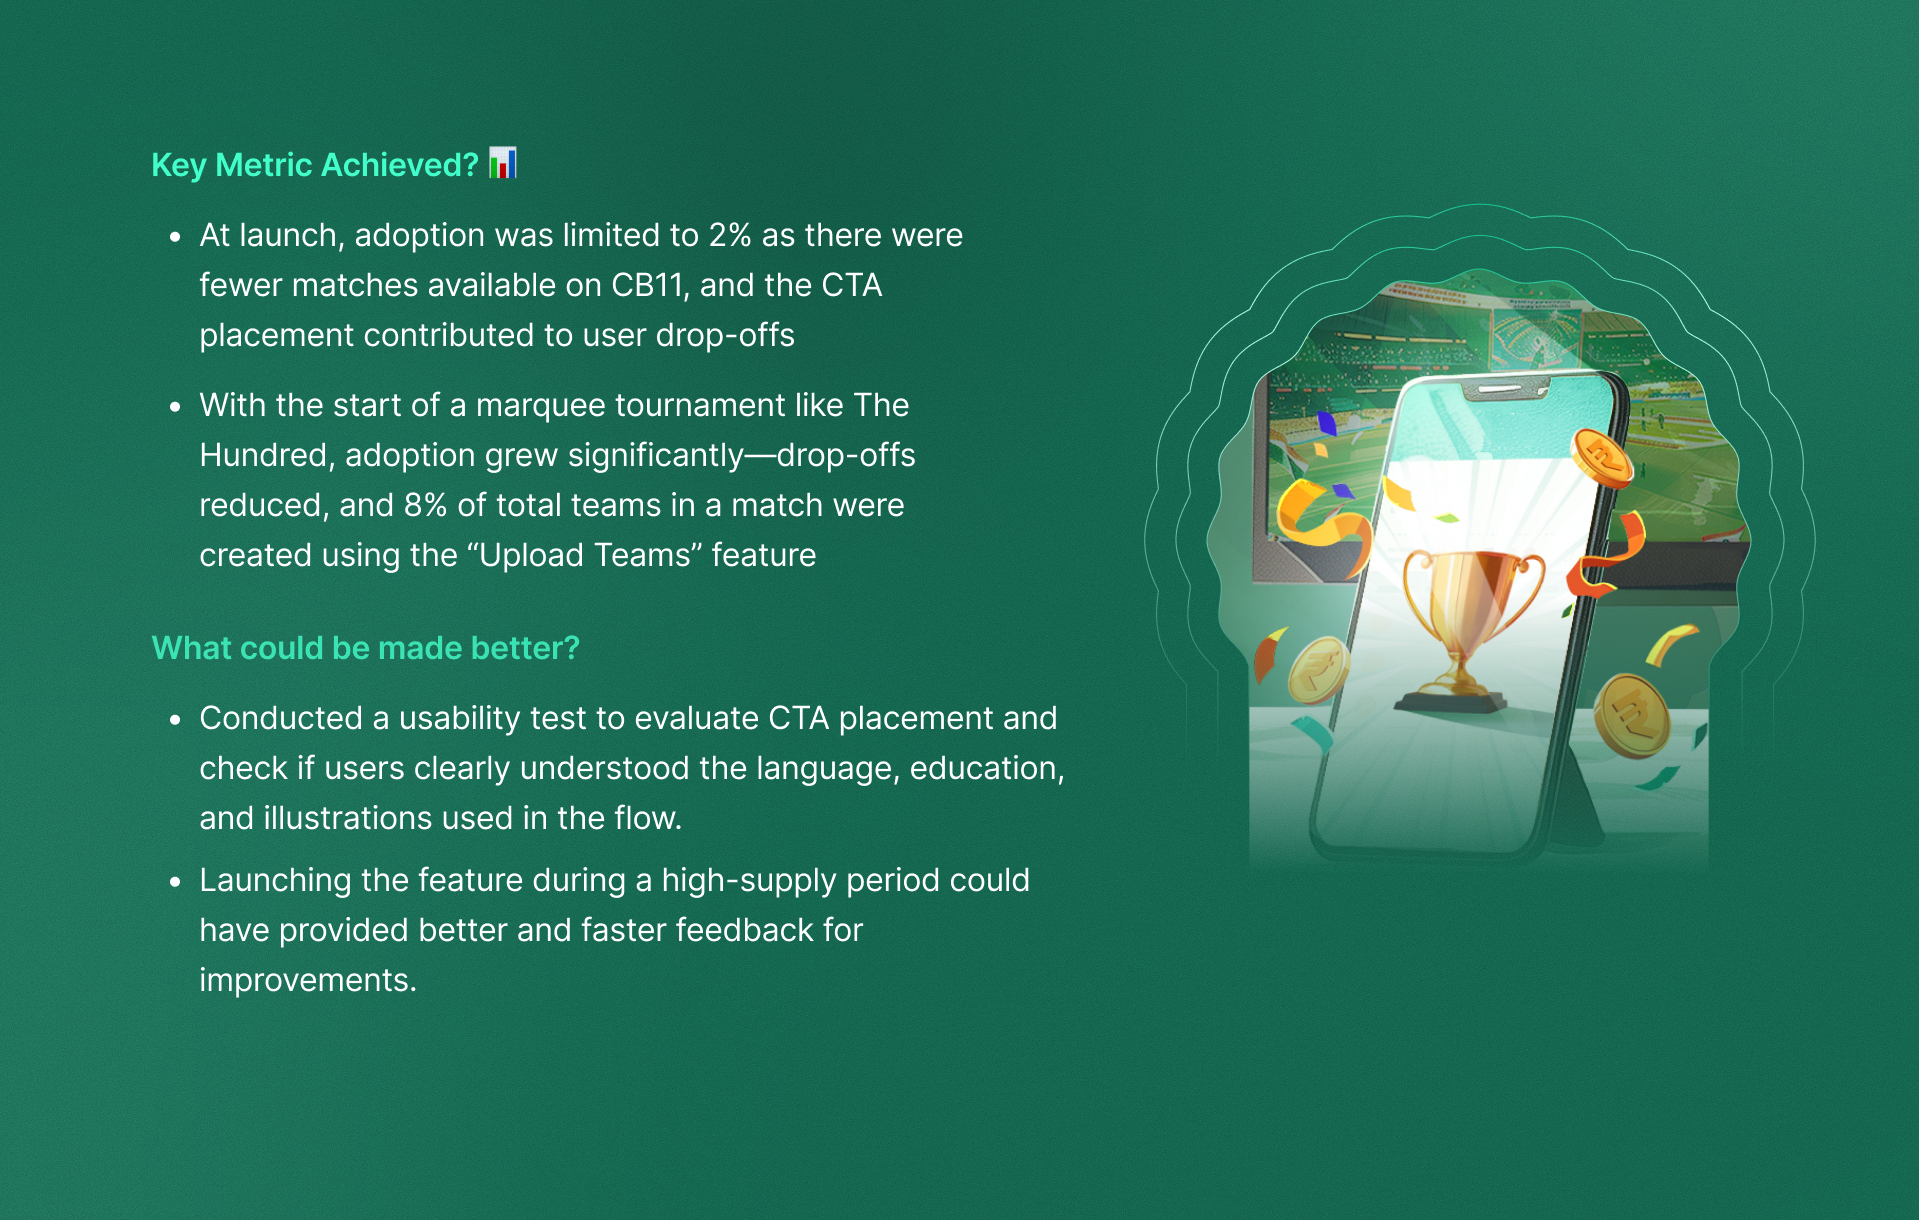 Key Metric Achieved? 📊
• At launch, adoption was limited to 2% as there were
fewer matches available on CB11, and the CTA
placement contributed to user drop-offs
• With the start of a marquee tournament like The
Hundred, adoption grew significantly—drop-offs
reduced, and 8% of total teams in a match were
created using the “Upload Teams” feature
What could be made better?
• Conducted a usability test to evaluate CTA placement and
check if users clearly understood the language, education,
and illustrations used in the flow.
• Launching the feature during a high-supply period could
have provided better and faster feedback for
improvements.